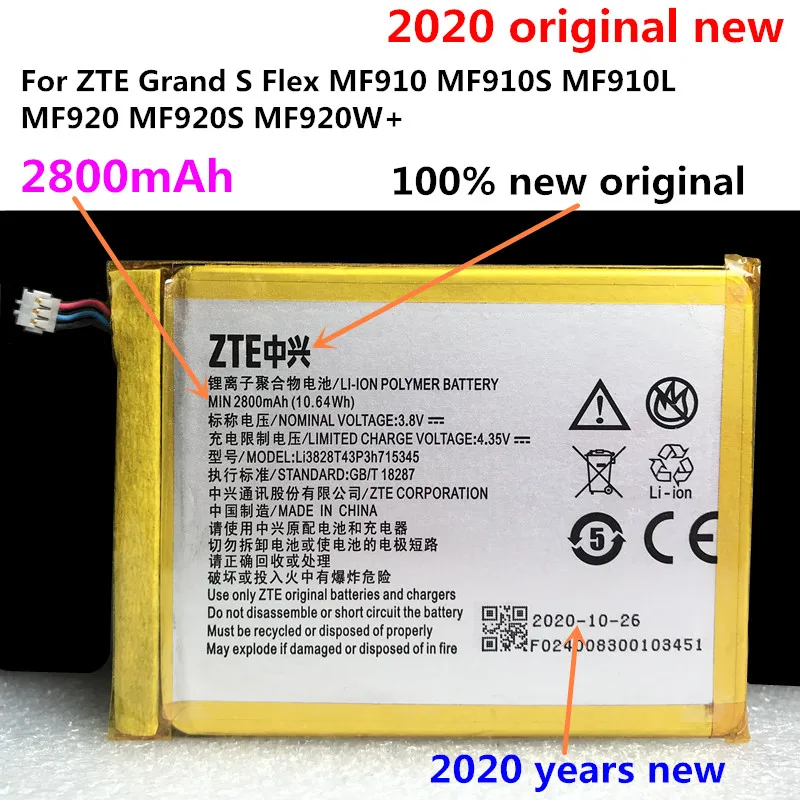 2020 original new
For ZTE Grand S Flex MF910 MF910S MF910L
MF920 MF920S MF920W+
2800mAh
100% new original
ZTE中兴
锂离子聚合物电池/LI-ION POLYMER BATTERY
MIN 2800mAh (10.64Wh)
标称电压/NOMINAL VOLTAGE:3.8V
充电限制电压/LIMITED CHARGE VOLTAGE:4.35V
型号/MODEL:Li3828T43P3h715345
执行标准/STANDARD:GB/T 18287
中兴通讯股份有限公司/ZTE CORPORATION
中国制造/MADE IN CHINA
请使用中兴原配电池和充电器
切勿拆卸电池或使电池的电极短路
请正确回收或处理
破坏或投入火中有爆炸危险
Use only ZTE original batteries and chargers
Do not disassemble or short circuit the battery
Must be recycled or disposed of properly
May explode if damaged or disposed of in fire
Li-ion
5
CE
2020-10-26
F024008300103451
2020 years new